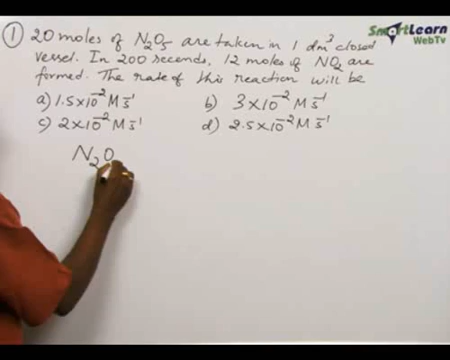 SmartLearn
WebTv
1 20 moles of N₂O₅ are taken in 1 dm³ closed
vessel. In 200 seconds, 12 moles of NO₂ are
formed. The rate of this reaction will be
a) 1.5×10⁻² M s⁻¹ b) 3×10⁻² M s⁻¹
c) 2×10⁻² M s⁻¹ d) 2.5×10⁻² M s⁻¹
N₂O